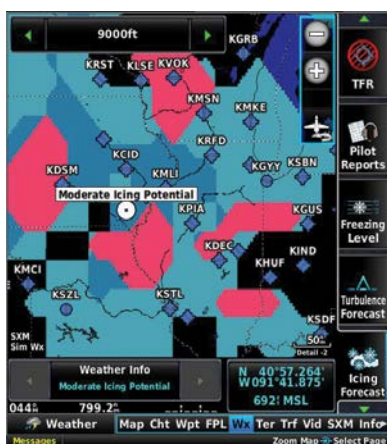 9000ft
KGRB
KRST
KLSE
KVOK
TFR
KMSN
KMKE
Pilot
Reports
KRFD
KCID
KMLI
KGYY
KSBN
KDSM
Moderate Icing Potential
Freezing
Level
KPIA
KGUS
KDEC
KIND
KHUF
KMCI
Turbulence
Forecast
KSZL
KSTL
KSDF
SXM
Sim Wx
50
Detail -2
Weather Info
Moderate Icing Potential
N 40°57.264'
W091°41.875'
692ft MSL
Icing
Forecast
044
799.2
Weather
Map Cht Wpt FPL Wx Ter Trf Vid SXM Info
Messages
Zoom Map Select Page